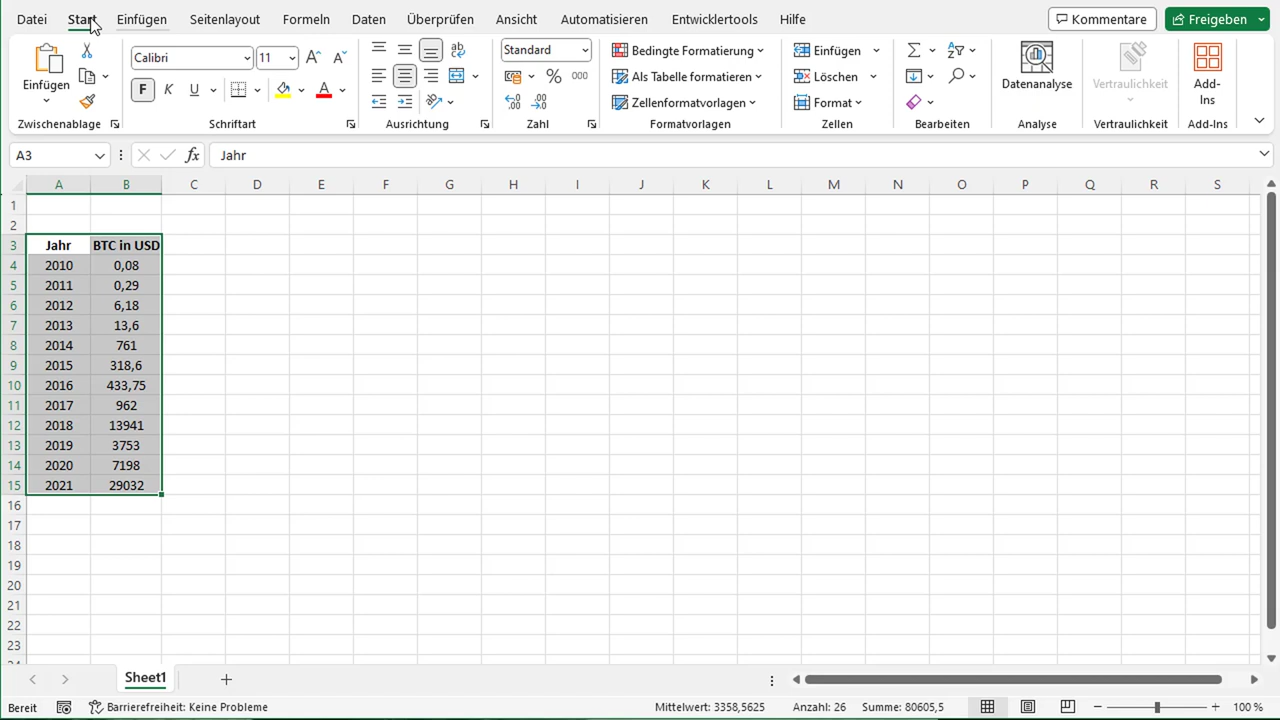 Datei Start Einfügen Seitenlayout Formeln Daten Überprüfen Ansicht Automatisieren Entwicklertools Hilfe Kommentare Freigeben
Calibri 11 Standard Bedingte Formatierung Einfügen
Einfügen F K U A % 000 Als Tabelle formatieren Löschen Datenanalyse Vertraulichkeit Add-
Ins
Zellenformatvorlagen Format
Zwischenablage Schriftart Ausrichtung Zahl Formatvorlagen Zellen Bearbeiten Analyse Vertraulichkeit Add-Ins
A3 fx Jahr
A B C D E F G H I J K L M N O P Q R S
1
2
3 Jahr BTC in USD
4 2010 0,08
5 2011 0,29
6 2012 6,18
7 2013 13,6
8 2014 761
9 2015 318,6
10 2016 433,75
11 2017 962
12 2018 13941
13 2019 3753
14 2020 7198
15 2021 29032
16
17
18
19
20
21
22
23
Sheet1
Bereit Barrierefreiheit: Keine Probleme Mittelwert: 3358,5625 Anzahl: 26 Summe: 80605,5 100 %